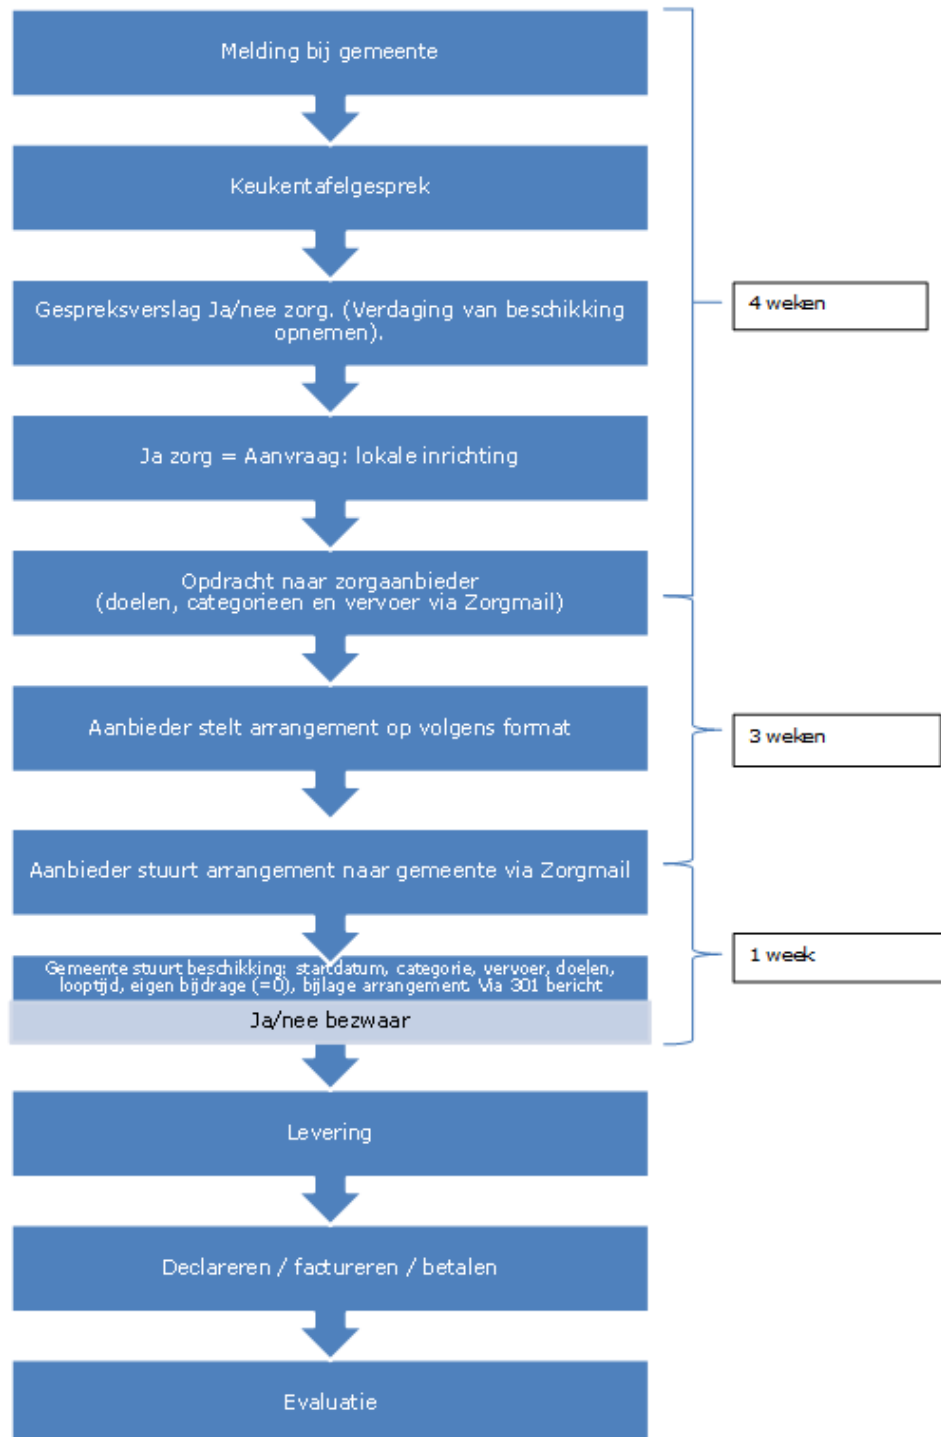 Melding bij gemeente
Keukentafelgesprek
Gespreksverslag Ja/nee zorg. (Verdaging van beschikking
opnemen).
4 weken
Ja zorg = Aanvraag: lokale inrichting
Opdracht naar zorgaanbieder
(doelen, categorieen en vervoer via Zorgmail)
Aanbieder stelt arrangement op volgens format
3 weken
Aanbieder stuurt arrangement naar gemeente via Zorgmail
Gemeente stuurt beschikking: startdatum, categorie, vervoer, doelen,
looptijd, eigen bijdrage (=0), bijlage arrangement. Via 301 bericht
1 week
Ja/nee bezwaar
Levering
Declareren / factureren / betalen
Evaluatie